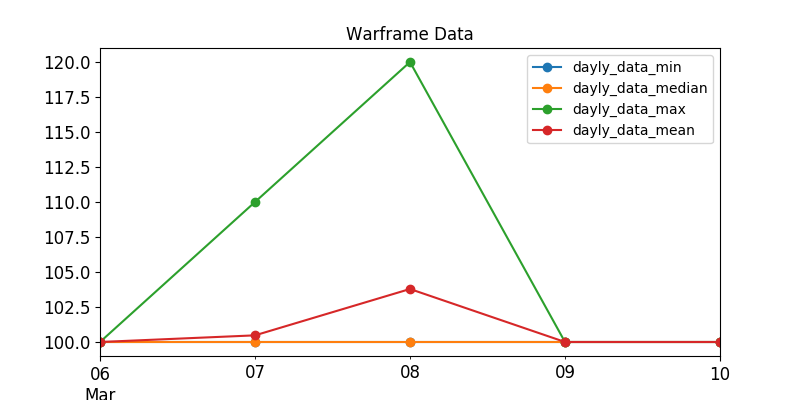 Warframe Data
120.0
117.5
115.0
112.5
110.0
107.5
105.0
102.5
100.0
dayly_data_min
dayly_data_median
dayly_data_max
dayly_data_mean
06 07 08 09 10
Mar